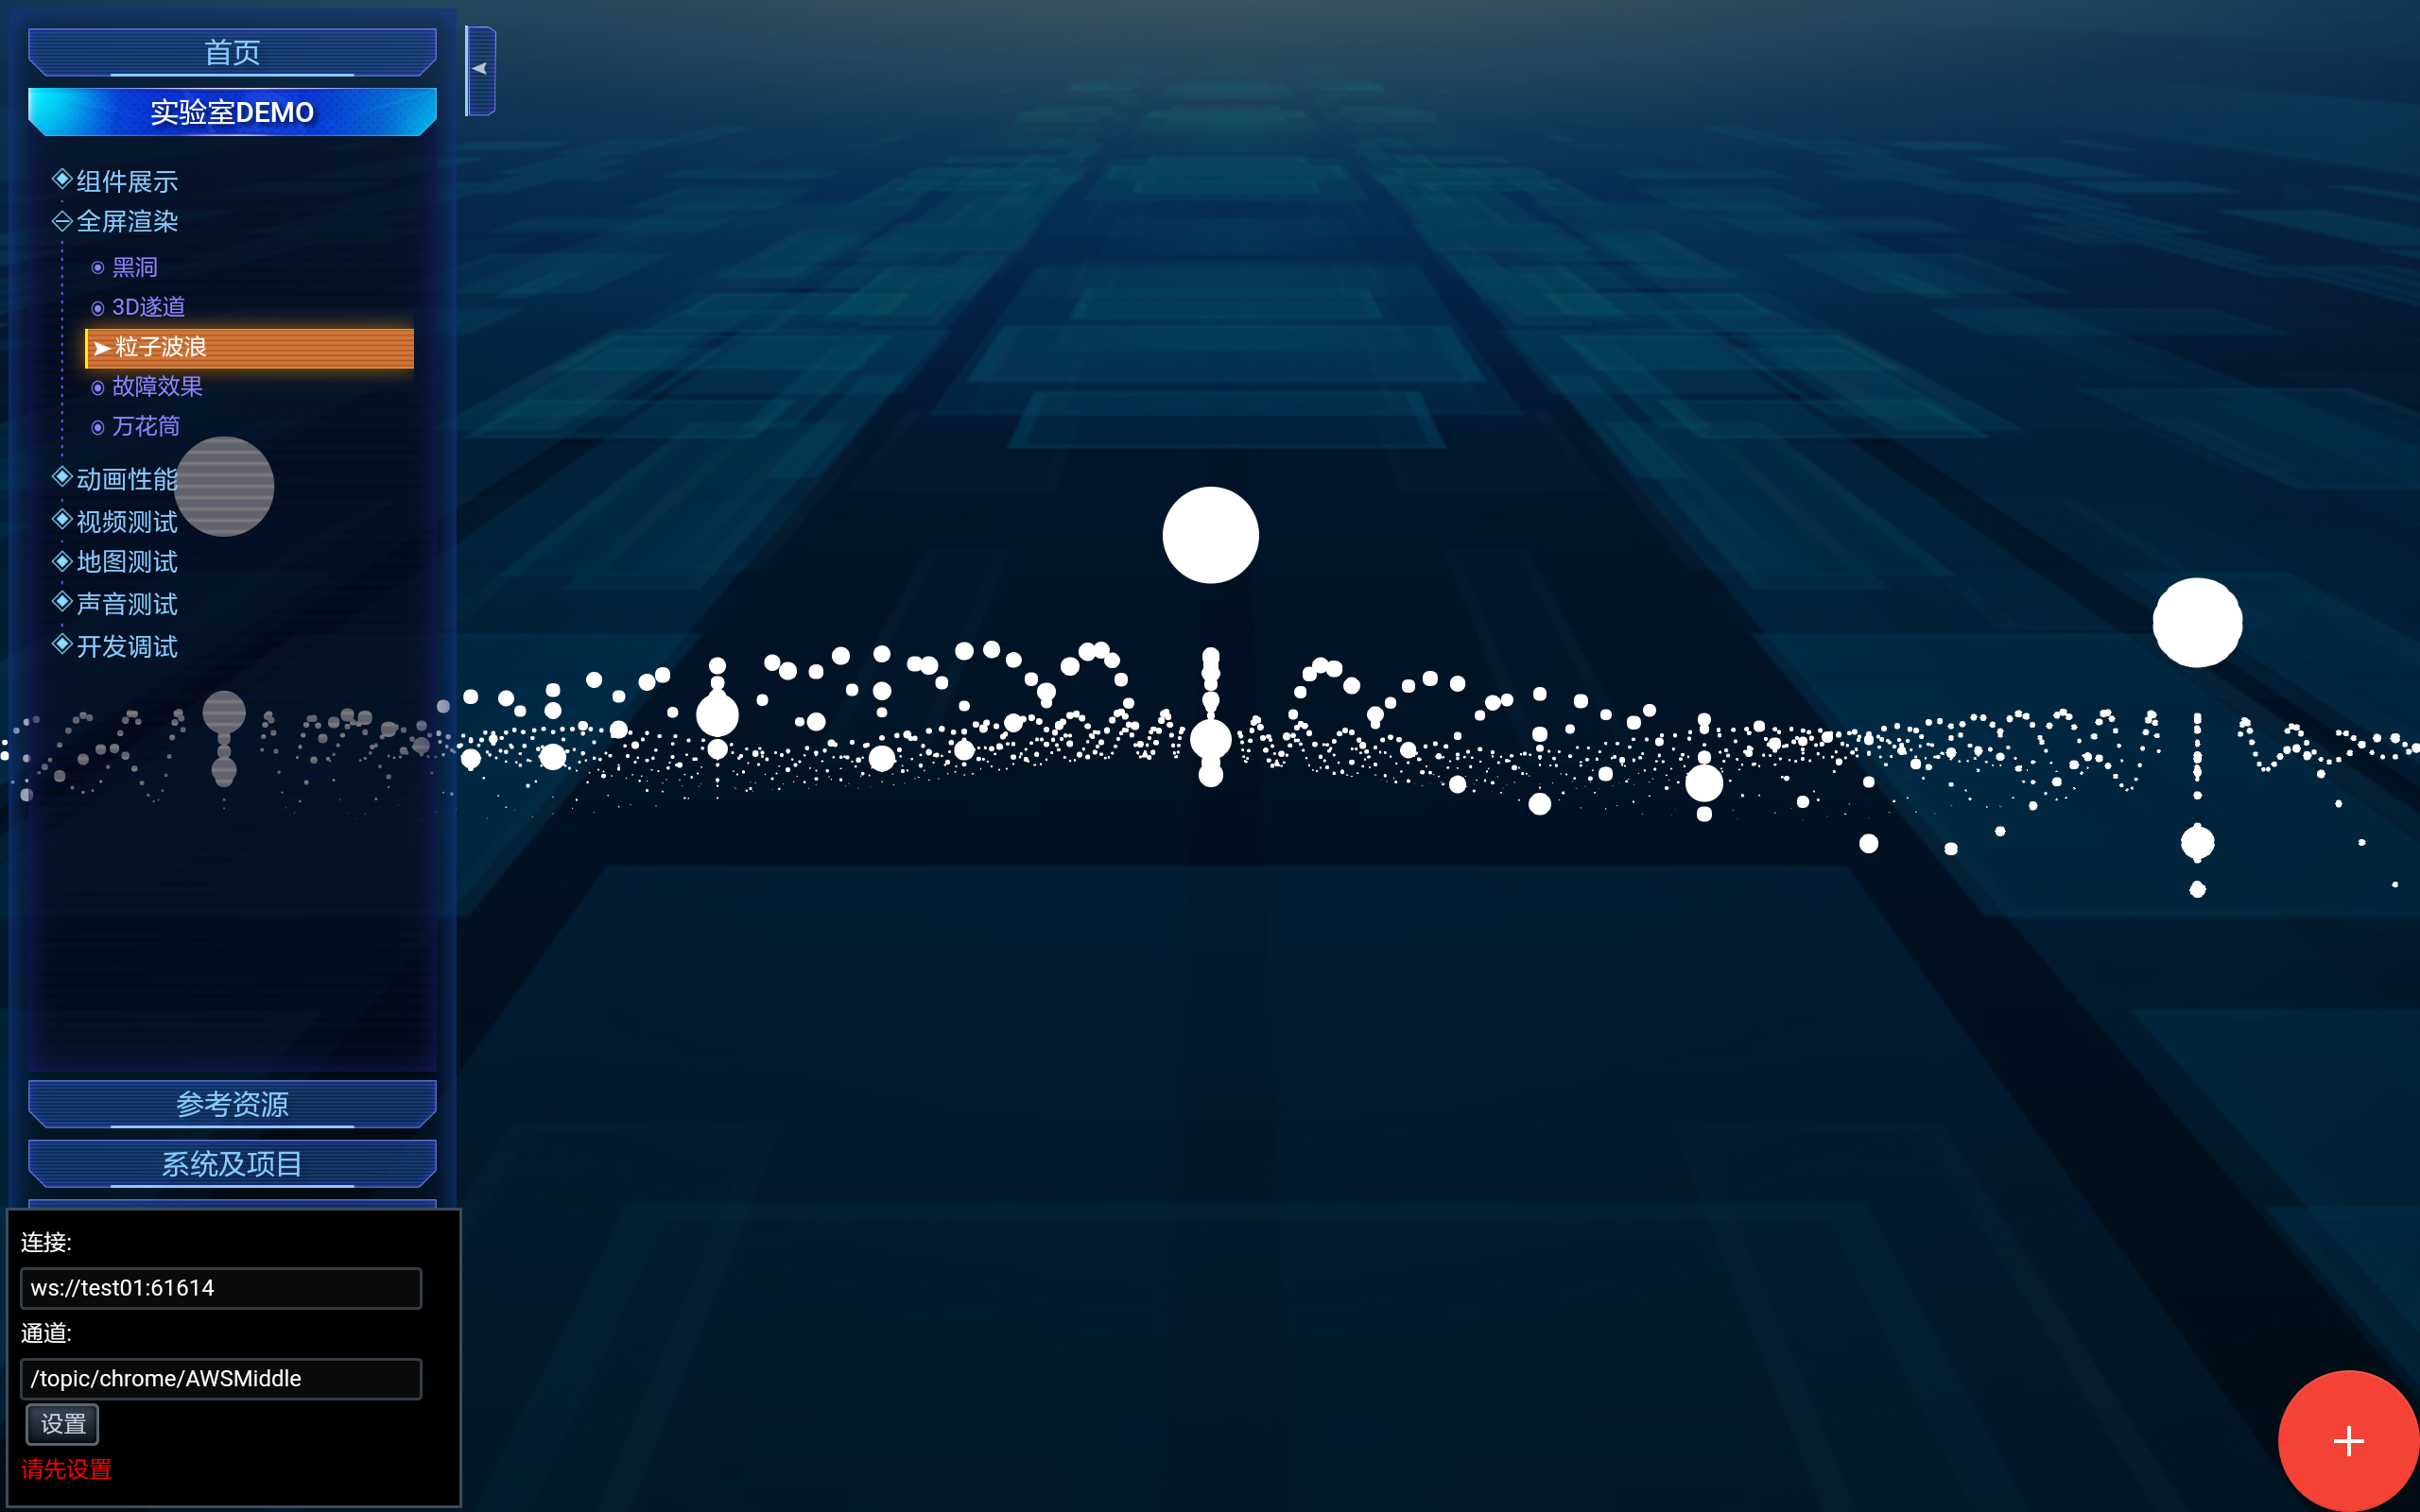 首页
实验室DEMO
组件展示
全屏渲染
黑洞
3D遂道
粒子波浪
故障效果
万花筒
动画性能
视频测试
地图测试
声音测试
开发调试
参考资源
系统及项目
连接:
ws://test01:61614
通道:
/topic/chrome/AWSMiddle
设置
请先设置